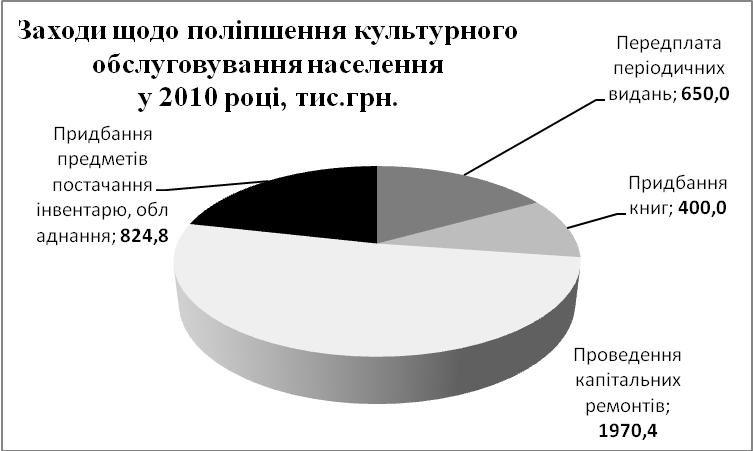 Заходи щодо поліпшення культурного
обслуговування населення
у 2010 році, тис.грн.
Передплата
періодичних
видань; 650,0
Придбання
предметів
постачання
інвентарю, обл
аднання; 824,8
Придбання
книг; 400,0
Проведення
капітальних
ремонтів;
1970,4